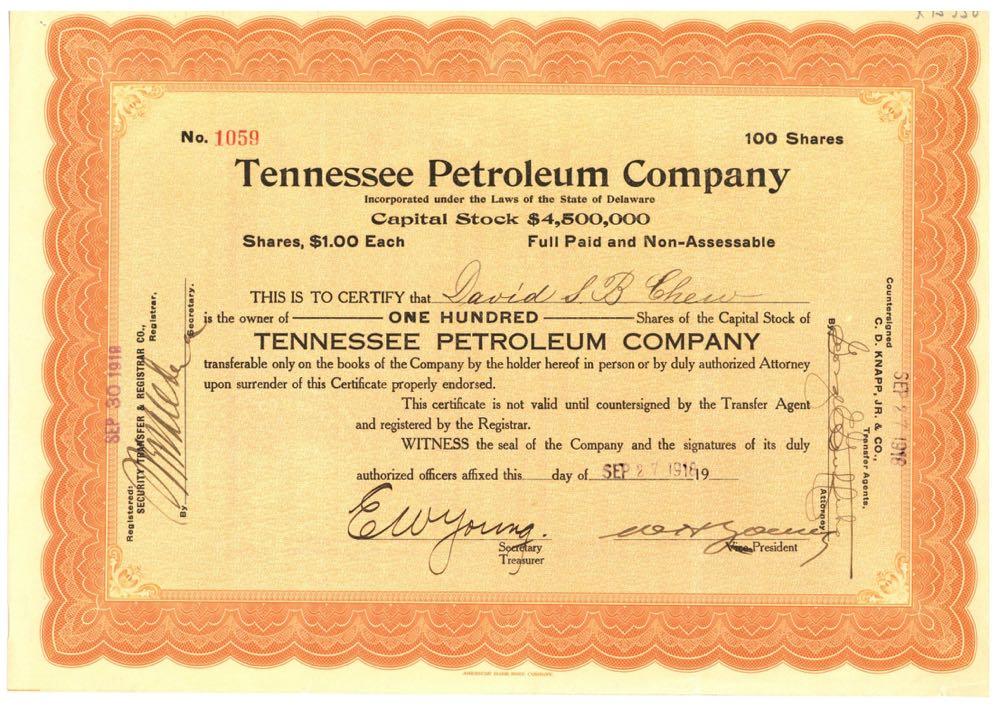 No. 1059
100 Shares
Tennessee Petroleum Company
Incorporated under the Laws of the State of Delaware
Capital Stock $4,500,000
Shares, $1.00 Each Full Paid and Non-Assessable
THIS IS TO CERTIFY that David S. B Chew
is the owner of ONE HUNDRED Shares of the Capital Stock of
TENNESSEE PETROLEUM COMPANY
transferable only on the books of the Company by the holder hereof in person or by duly authorized Attorney
upon surrender of this Certificate properly endorsed.
This certificate is not valid until countersigned by the Transfer Agent
and registered by the Registrar.
WITNESS the seal of the Company and the signatures of its duly
authorized officers affixed this day of SEP 27 1918 19
E W Young.
Secretary
Treasurer
Vice-President
Registered:
SECURITY TRANSFER & REGISTRAR CO.,
Registrar,
By
Secretary.
SEP 30 1918
Countersigned
C. D. KNAPP, JR. & CO.,
Transfer Agents,
By
Attorney
SEP 27 1918
AMERICAN BANK NOTE COMPANY.